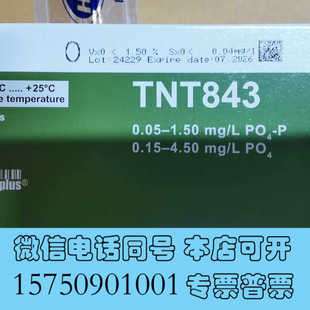 Vx0 < 1.50 % Sx0 < 0.04mg/l
Lot: 24229 Expire date: 07.2026
C ..... +25°C
e temperature
TNT843
s
0.05–1.50 mg/L PO₄-P
0.15–4.50 mg/L PO₄
plus®
微信电话同号 本店可开
15750901001 专票普票